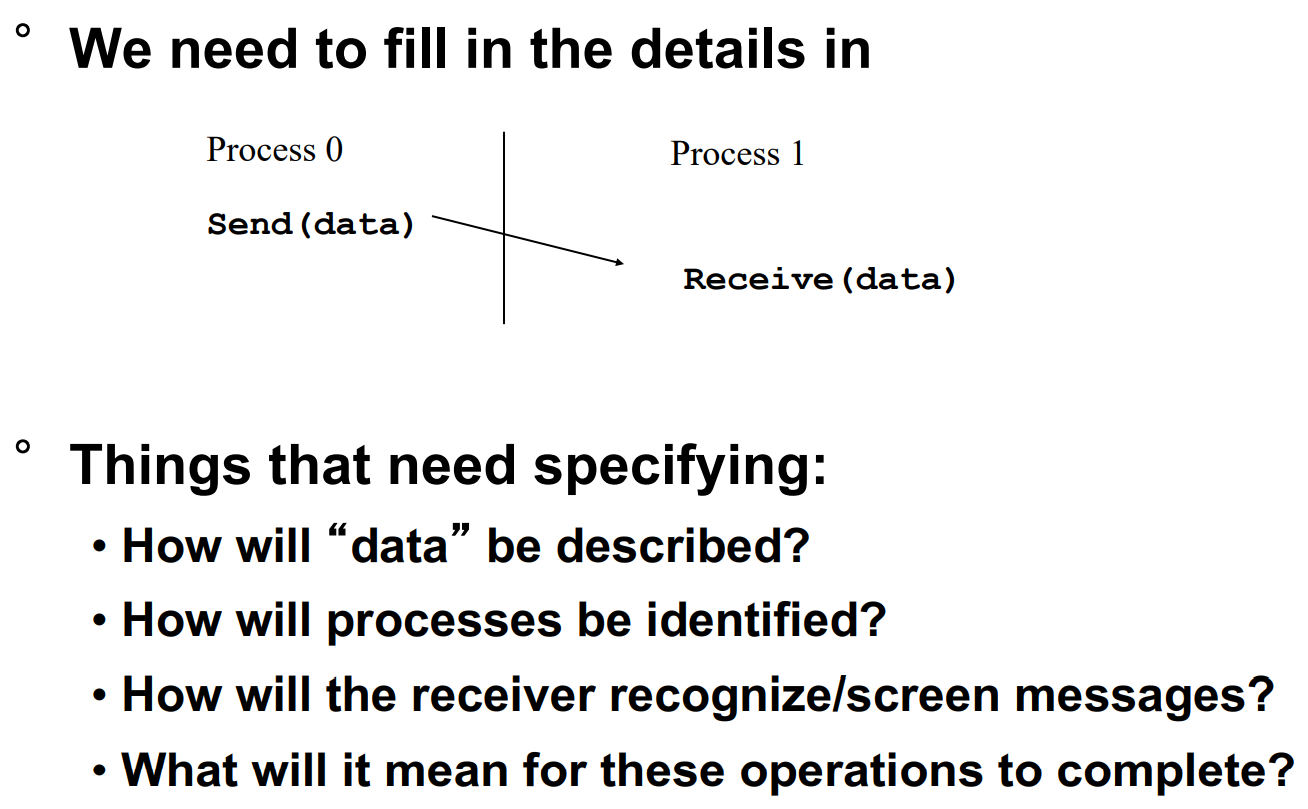 ° We need to fill in the details in
Process 0
Process 1
Send(data)
Receive(data)
° Things that need specifying:
• How will “data” be described?
• How will processes be identified?
• How will the receiver recognize/screen messages?
• What will it mean for these operations to complete?